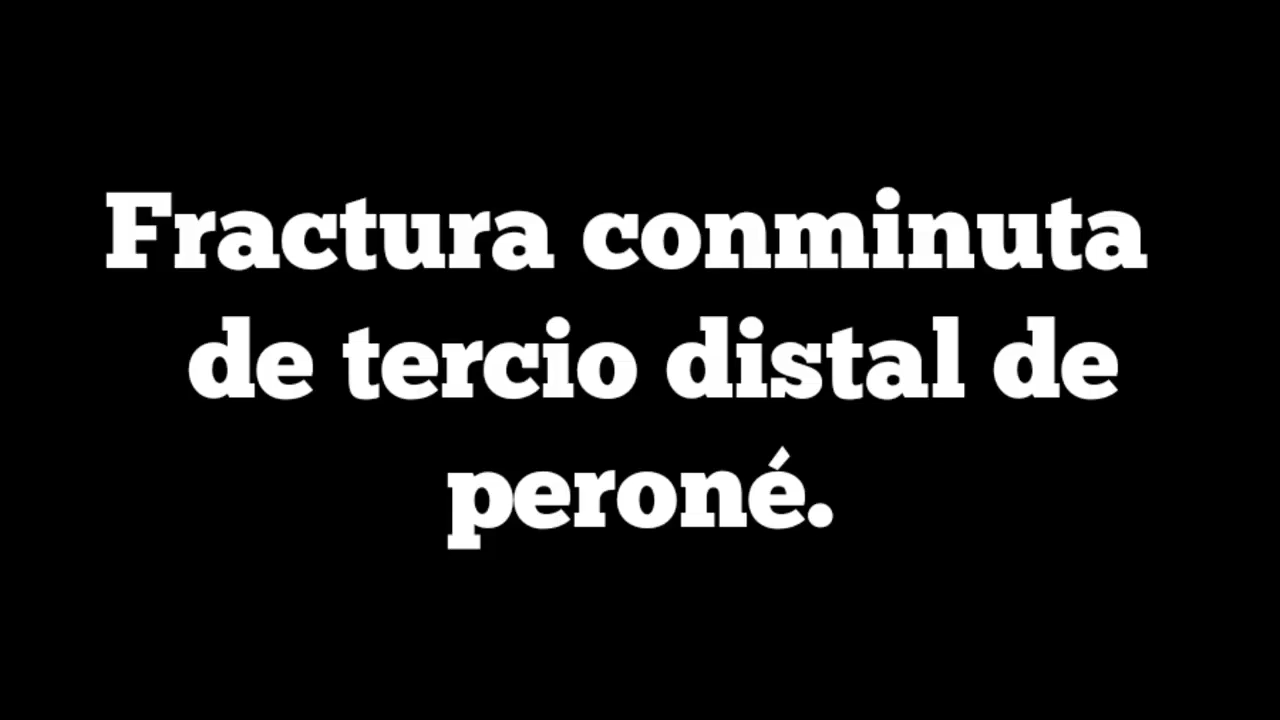 Fractura conminuta
de tercio distal de
peroné.